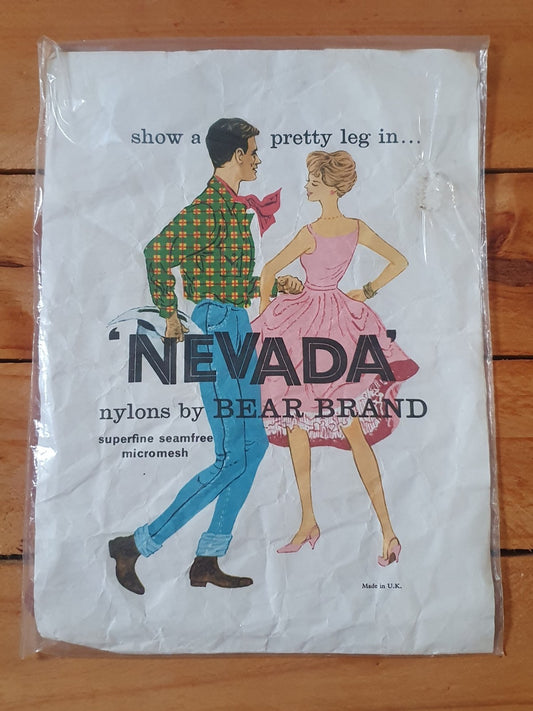 show a pretty leg in...
'NEVADA'
nylons by BEAR BRAND
superfine seamfree
micromesh
Made in U.K.